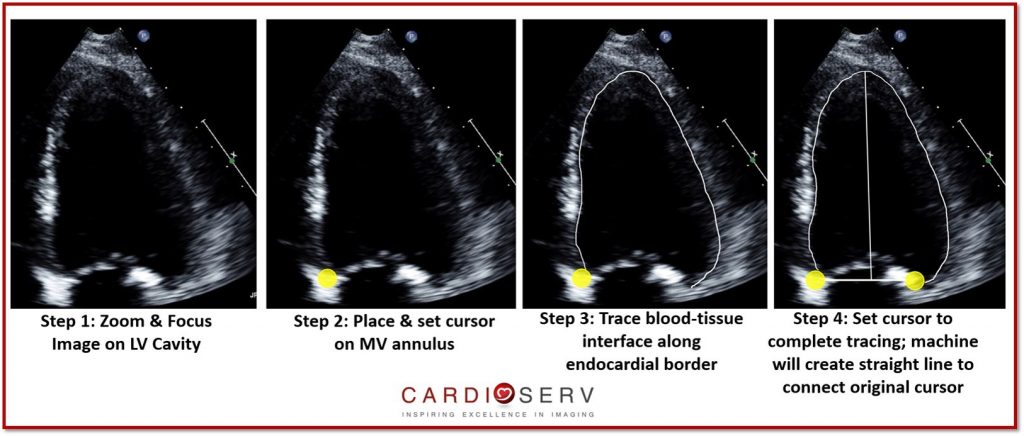 P
P
P
P
JP
Step 1: Zoom & Focus
Image on LV Cavity
Step 2: Place & set cursor
on MV annulus
Step 3: Trace blood-tissue
interface along
endocardial border
Step 4: Set cursor to
complete tracing; machine
will create straight line to
connect original cursor
CARDIOSERV
INSPIRING EXCELLENCE IN IMAGING